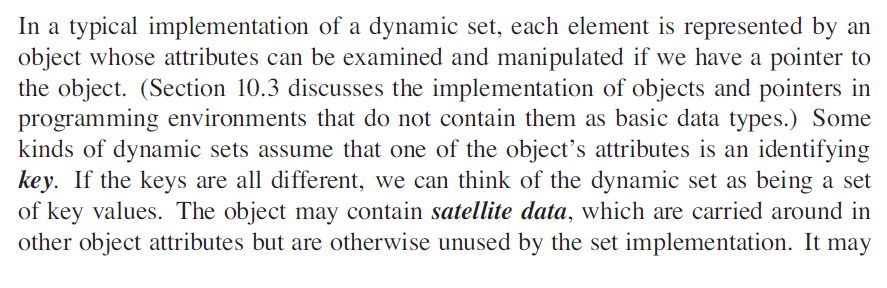 In a typical implementation of a dynamic set, each element is represented by an
object whose attributes can be examined and manipulated if we have a pointer to
the object. (Section 10.3 discusses the implementation of objects and pointers in
programming environments that do not contain them as basic data types.) Some
kinds of dynamic sets assume that one of the object’s attributes is an identifying
key. If the keys are all different, we can think of the dynamic set as being a set
of key values. The object may contain satellite data, which are carried around in
other object attributes but are otherwise unused by the set implementation. It may